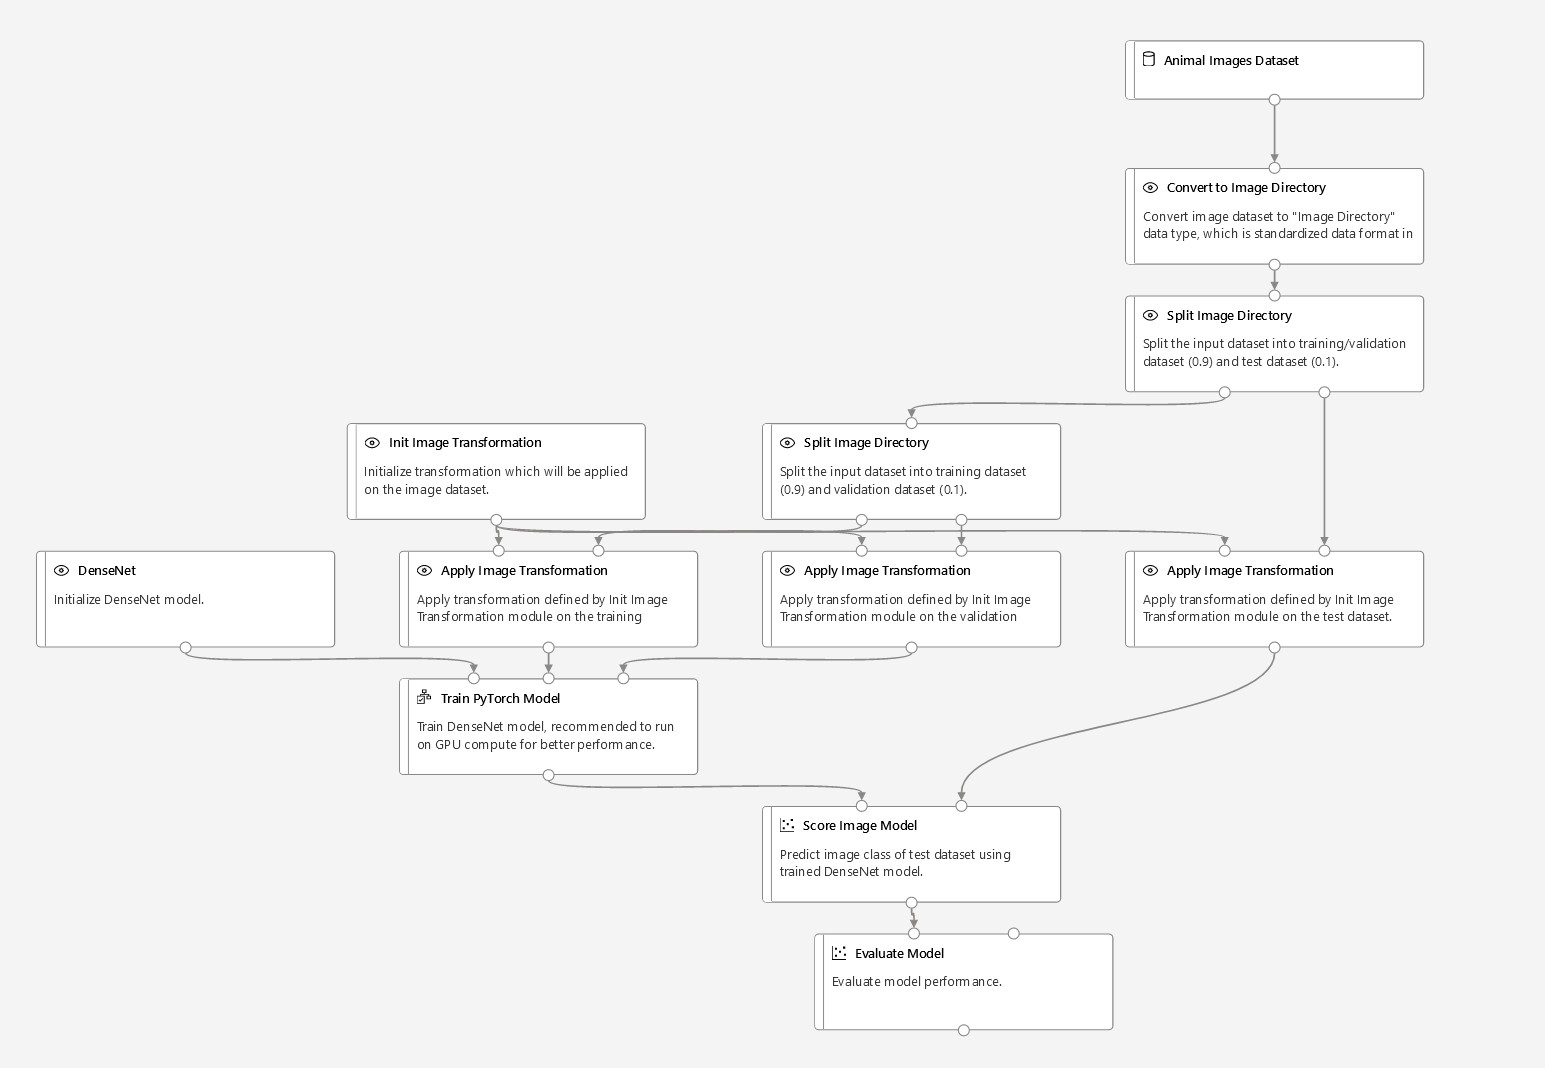 Animal Images Dataset
Convert to Image Directory
Convert image dataset to "Image Directory"
data type, which is standardized data format in
Split Image Directory
Split the input dataset into training/validation
dataset (0.9) and test dataset (0.1).
Init Image Transformation
Initialize transformation which will be applied
on the image dataset.
Split Image Directory
Split the input dataset into training dataset
(0.9) and validation dataset (0.1).
DenseNet
Initialize DenseNet model.
Apply Image Transformation
Apply transformation defined by Init Image
Transformation module on the training
Apply Image Transformation
Apply transformation defined by Init Image
Transformation module on the validation
Apply Image Transformation
Apply transformation defined by Init Image
Transformation module on the test dataset.
Train PyTorch Model
Train DenseNet model, recommended to run
on GPU compute for better performance.
Score Image Model
Predict image class of test dataset using
trained DenseNet model.
Evaluate Model
Evaluate model performance.